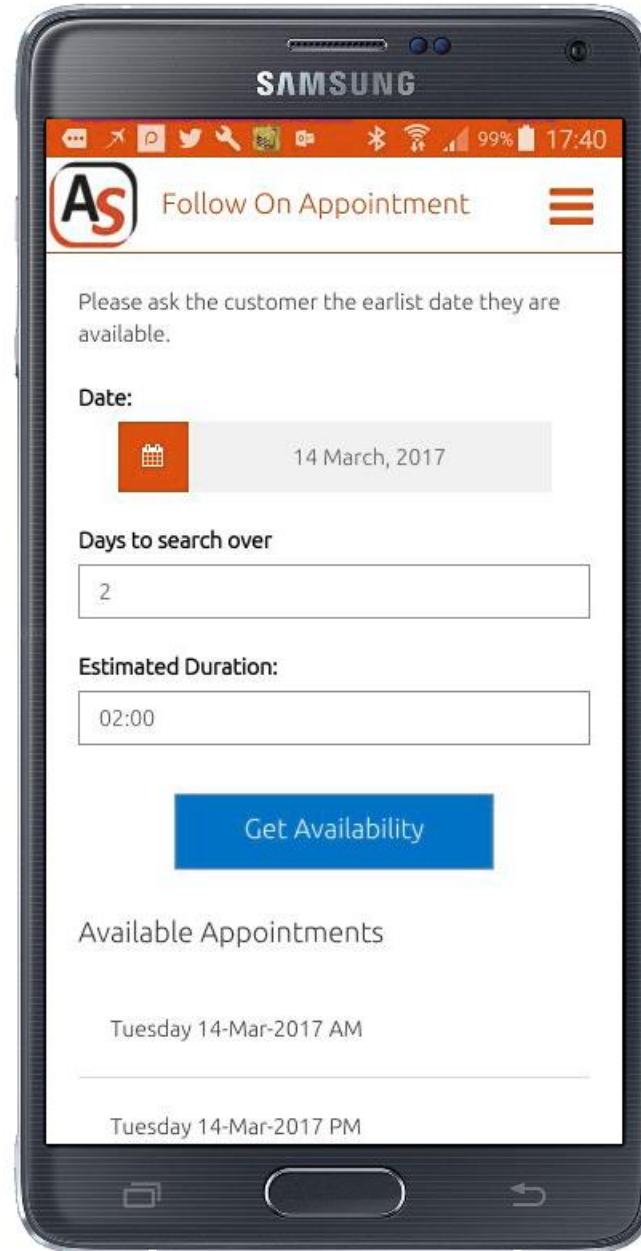 SAMSUNG
99% 17:40
AS Follow On Appointment
Please ask the customer the earlist date they are
available.
Date:
14 March, 2017
Days to search over
2
Estimated Duration:
02:00
Get Availability
Available Appointments
Tuesday 14-Mar-2017 AM
Tuesday 14-Mar-2017 PM